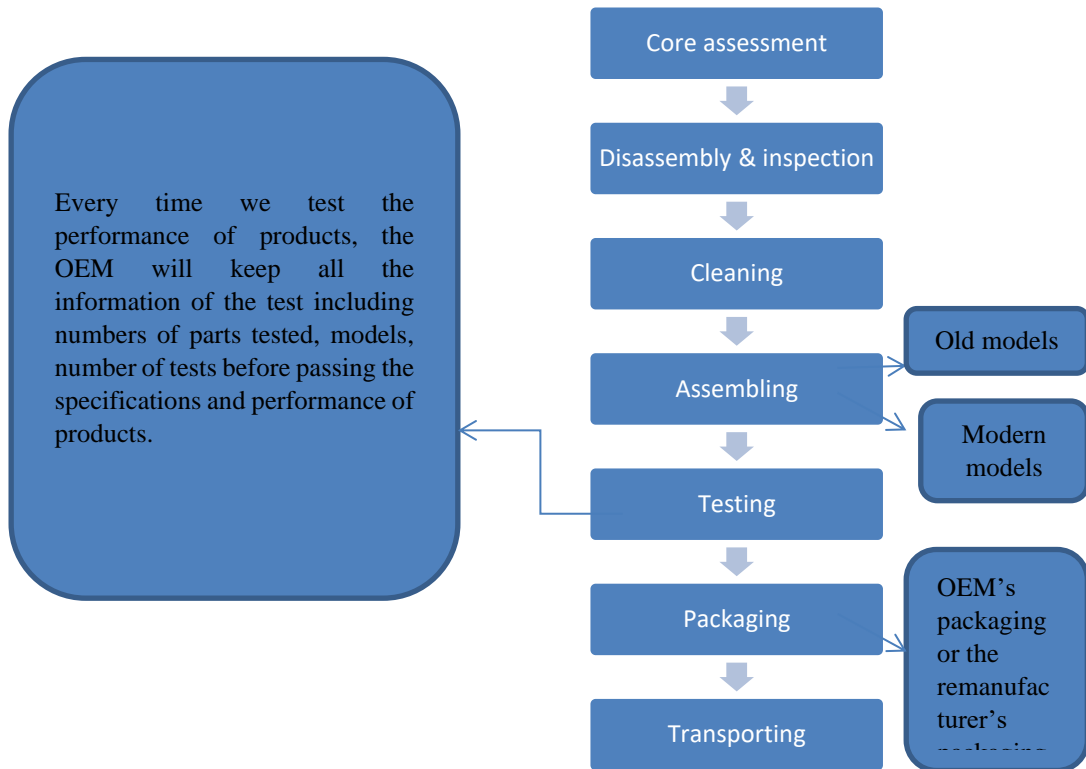 Core assessment
Disassembly & inspection
Cleaning
Assembling
Testing
Packaging
Transporting
Every time we test the
performance of products, the
OEM will keep all the
information of the test including
numbers of parts tested, models,
number of tests before passing the
specifications and performance of
products.
Old models
Modern
models
OEM’s
packaging
or the
remanufac
turer’s